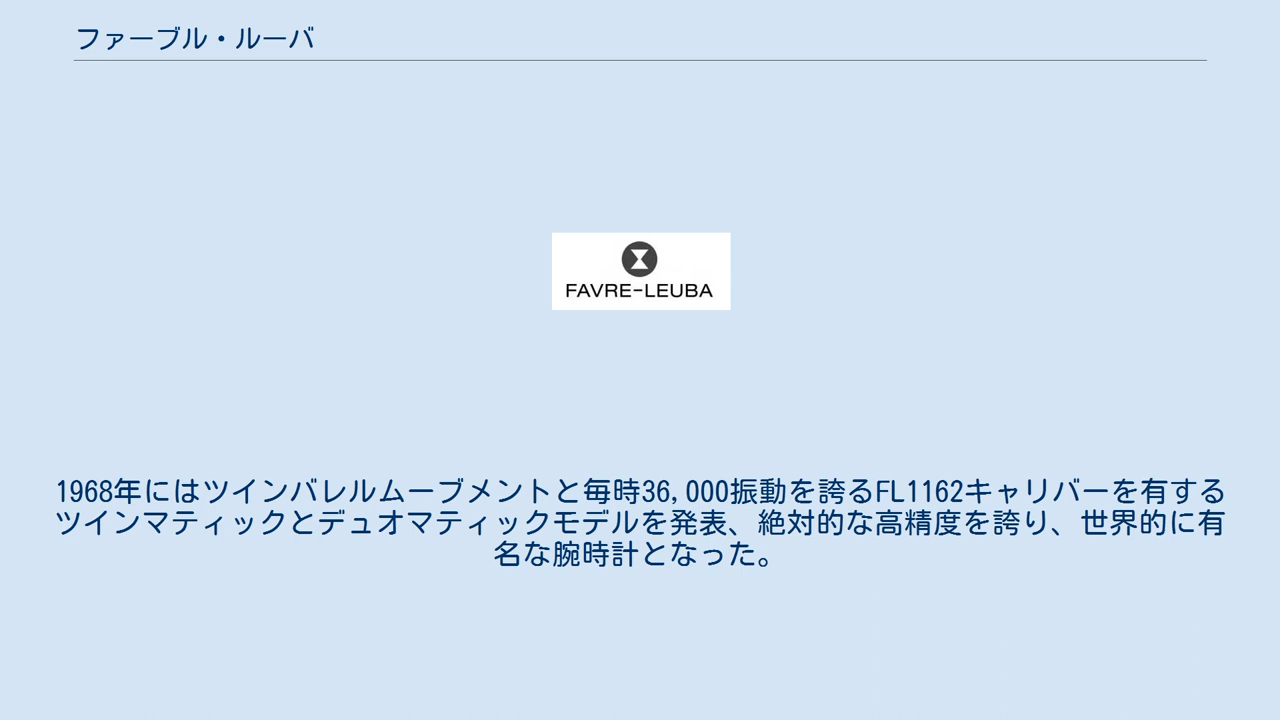 ファーブル・ルーバ
FAVRE-LEUBA
1968年にはツインバレルムーブメントと毎時36,000振動を誇るFL1162キャリバーを有する
ツインマティックとデュオマティックモデルを発表、絶対的な高精度を誇り、世界的に有
名な腕時計となった。